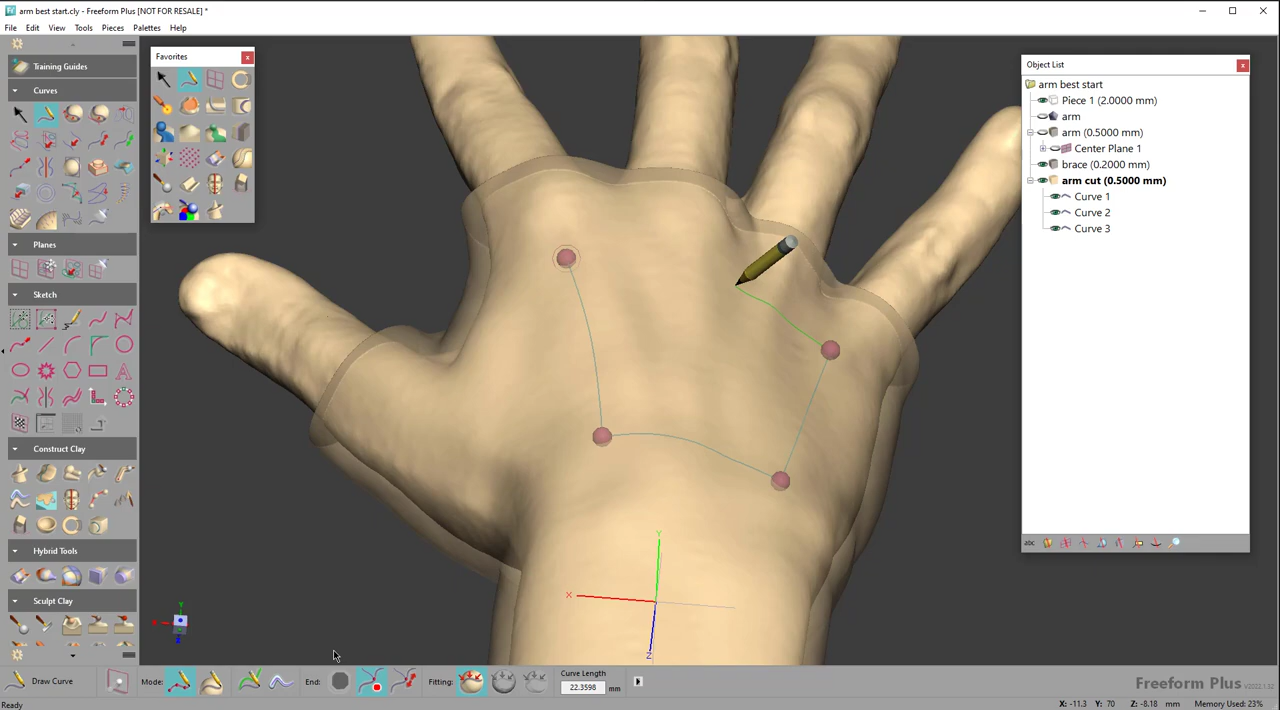 arm best start.cly - Freeform Plus [NOT FOR RESALE] *
File Edit View Tools Pieces Palettes Help
Training Guides
Curves
Planes
Sketch
Construct Clay
Hybrid Tools
Sculpt Clay
Favorites
x
Object List
x
arm best start
Piece 1 (2.0000 mm)
arm
arm (0.5000 mm)
Center Plane 1
brace (0.2000 mm)
arm cut (0.5000 mm)
Curve 1
Curve 2
Curve 3
abc
Y
X
Z
Y
Draw Curve
Mode:
End:
Fitting:
Curve Length
22.3598 mm
Freeform Plus V2022.1.32
Ready
X: -11.3 Y: 70 Z: -8.18 mm Memory Used: 23%